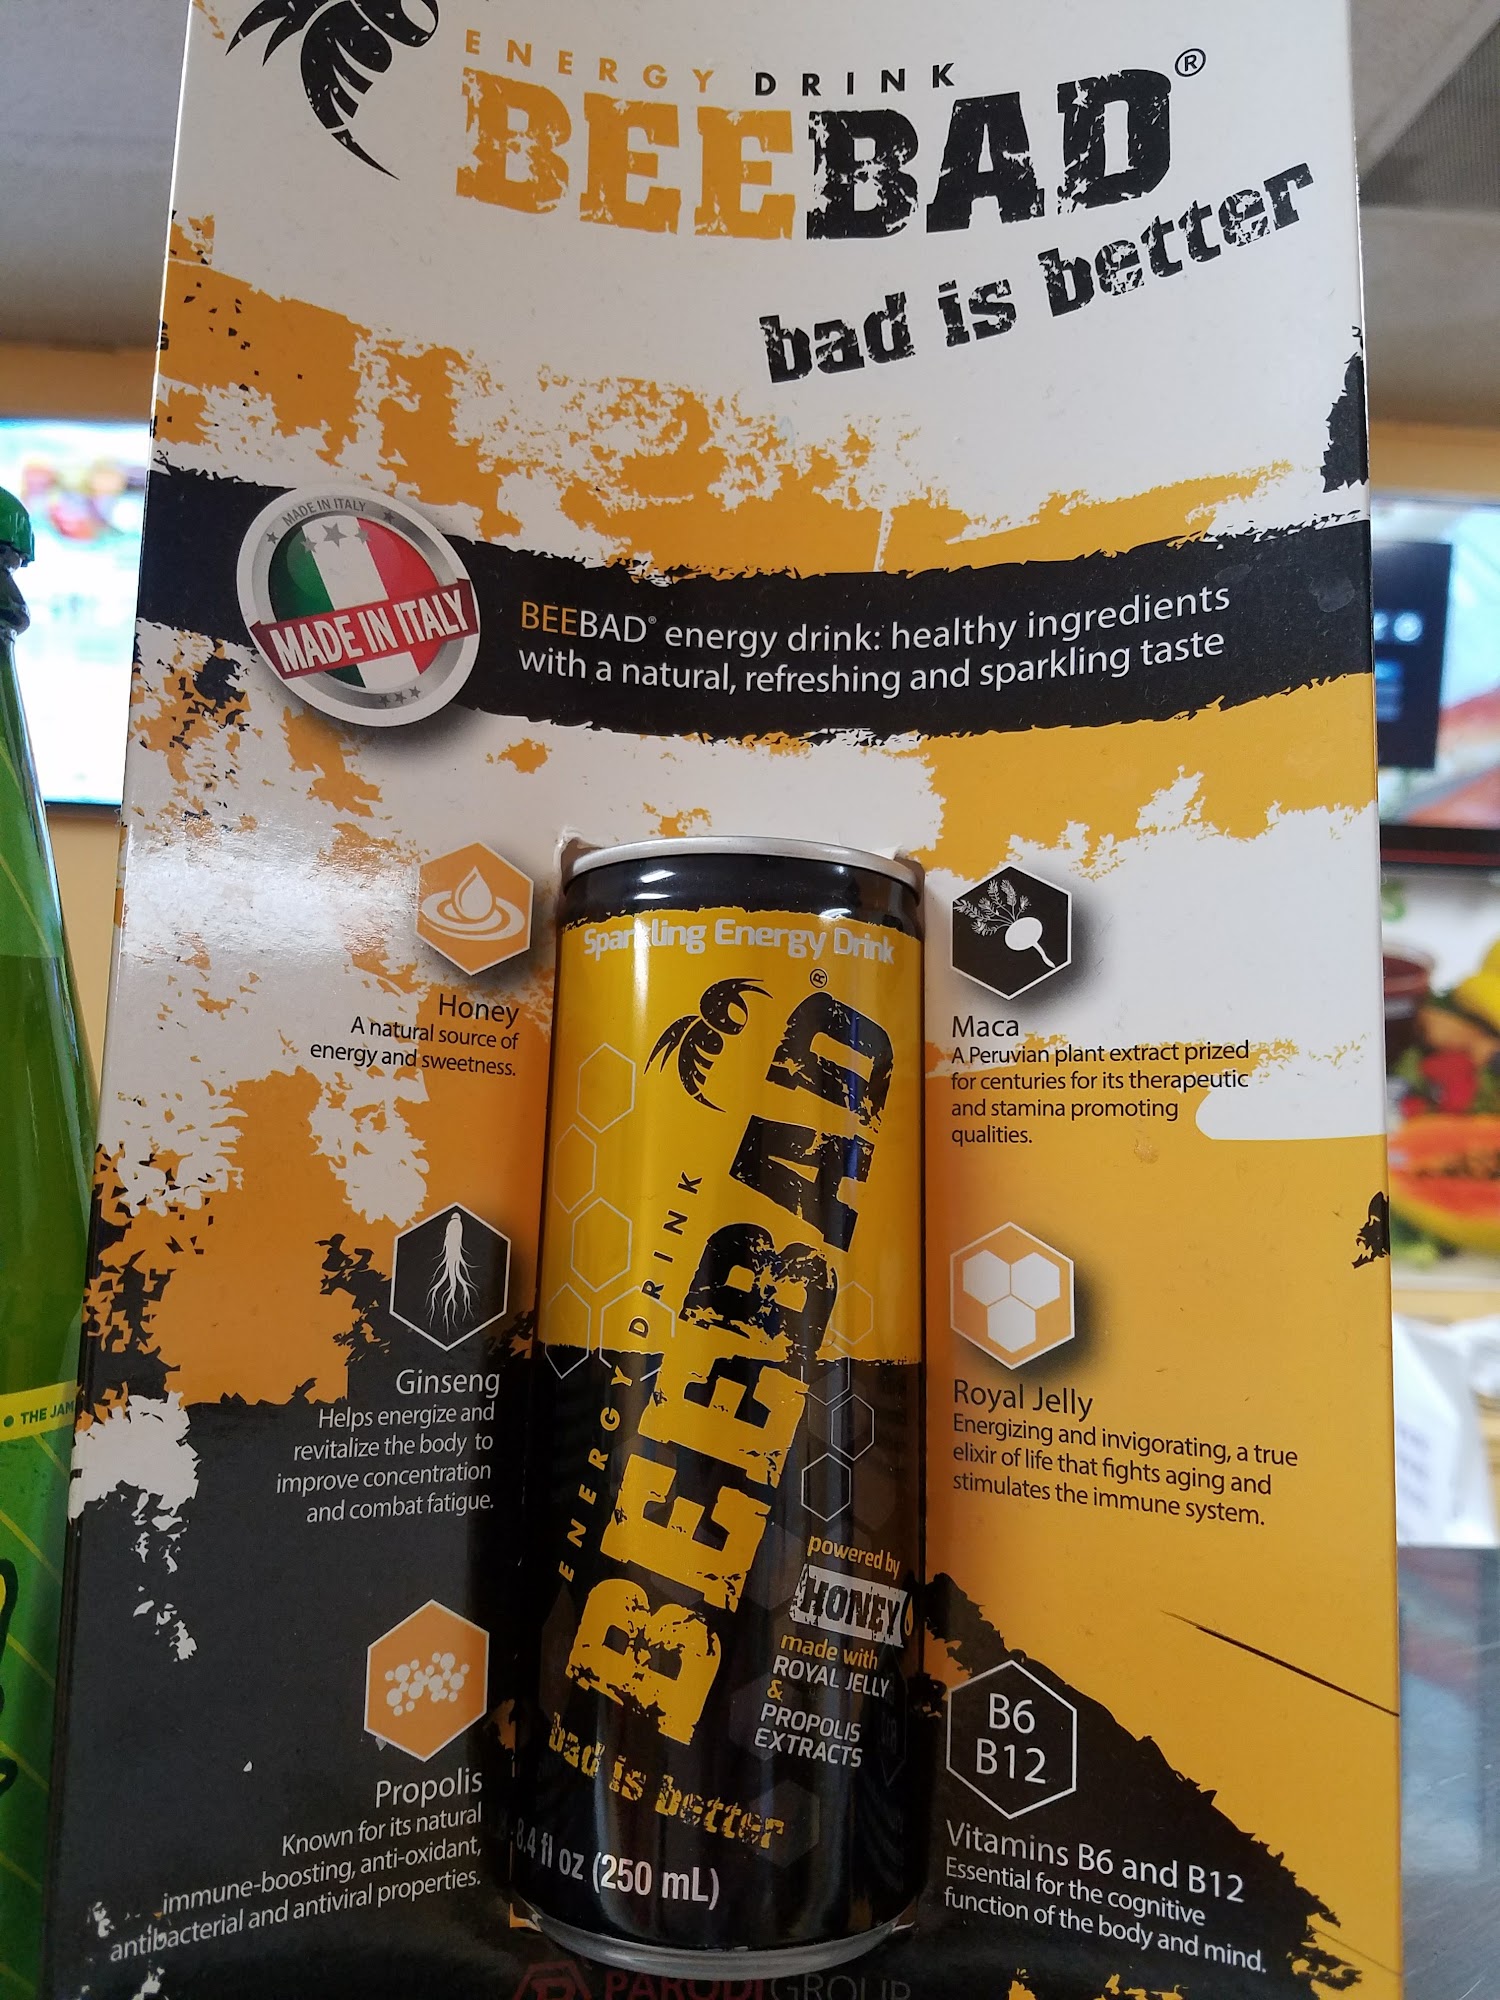 ENERGY DRINK
BEEBAD®
bad is better
MADE IN ITALY
MADE IN ITALY
BEEBAD® energy drink: healthy ingredients
with a natural, refreshing and sparkling taste
Honey
A natural source of
energy and sweetness.
Ginseng
Helps energize and
revitalize the body to
improve concentration
and combat fatigue.
Propolis
Known for its natural
immune-boosting, anti-oxidant,
antibacterial and antiviral properties.
Sparkling Energy Drink
ENERGY DRINK
BEEBAD®
bad is better
powered by
HONEY
made with
ROYAL JELLY
&
PROPOLIS
EXTRACTS
8.4 fl oz (250 mL)
Maca
A Peruvian plant extract prized
for centuries for its therapeutic
and stamina promoting
qualities.
Royal Jelly
Energizing and invigorating, a true
elixir of life that fights aging and
stimulates the immune system.
B6
B12
Vitamins B6 and B12
Essential for the cognitive
function of the body and mind.
PARODI GROUP
THE JAM